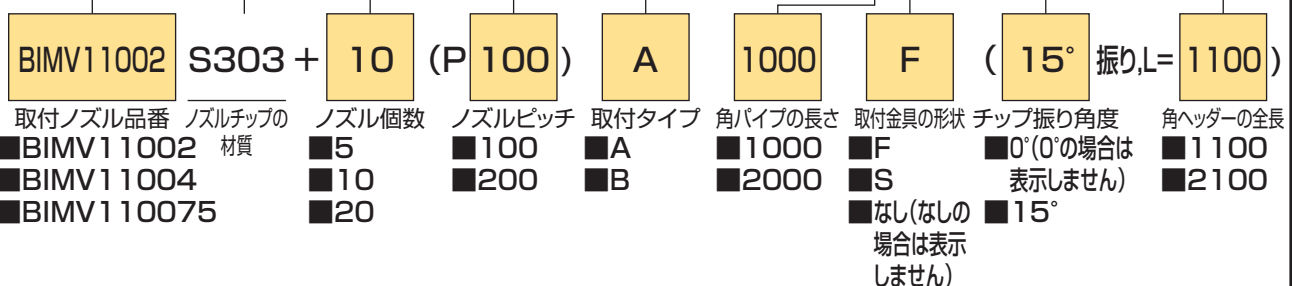 BIMV11002 S303 + 10 (P 100) A 1000 F ( 15° 振り,L= 1100)
取付ノズル品番 ノズルチップの ノズル個数 ノズルピッチ 取付タイプ 角パイプの長さ 取付金具の形状 チップ振り角度 角ヘッダーの全長
■BIMV11002 材質 ■5 ■100 ■A ■1000 ■F ■0°(0°の場合は ■1100
■BIMV11004 ■10 ■200 ■B ■2000 ■S 表示しません) ■2100
■BIMV110075 ■20 ■なし(なしの ■15°
場合は表示
しません)